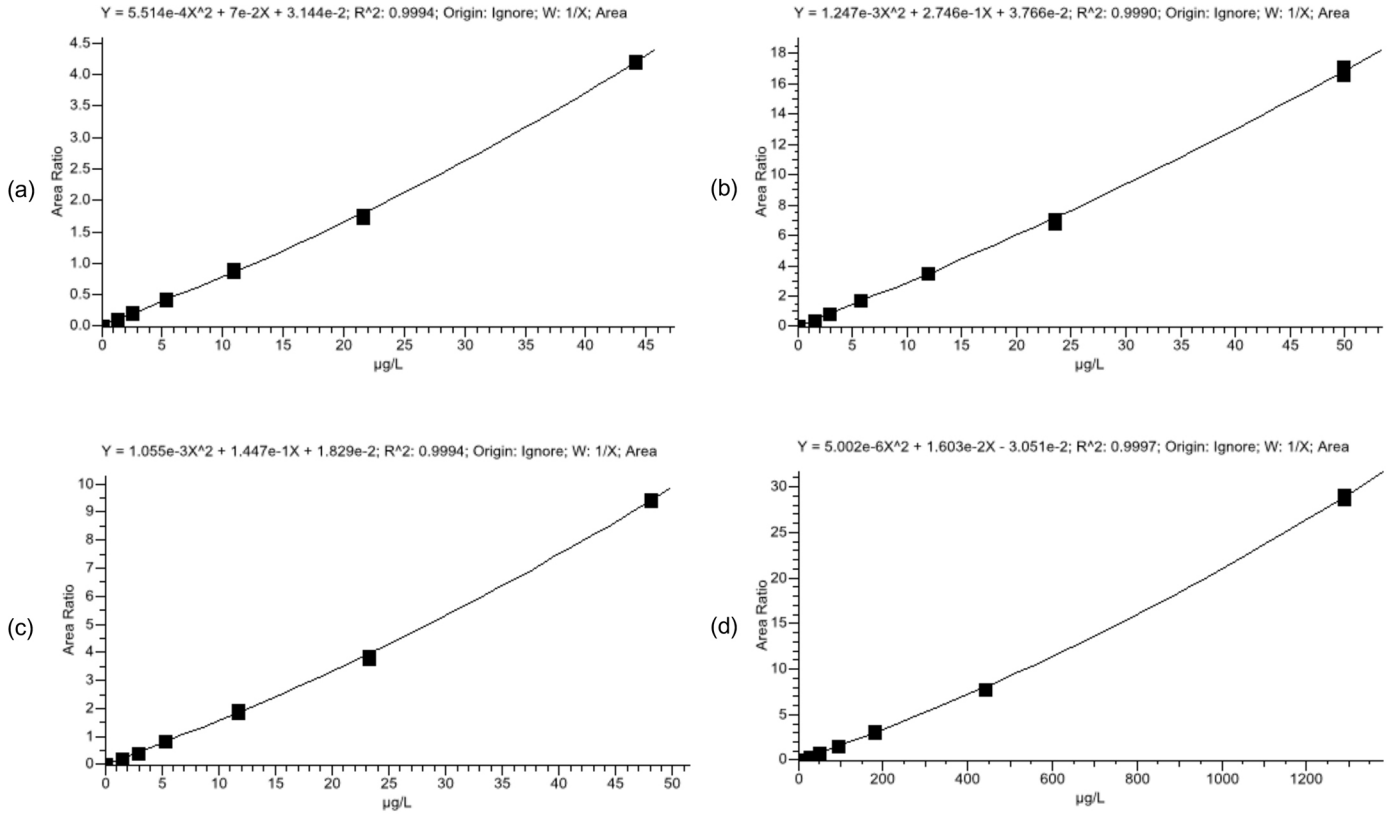 Y = 5.514e-4X^2 + 7e-2X + 3.144e-2; R^2: 0.9994; Origin: Ignore; W: 1/X; Area
4.5
4.0
3.5
3.0
2.5
2.0
1.5
1.0
0.5
0.0
Area Ratio
(a)
0 5 10 15 20 25 30 35 40 45
µg/L
Y = 1.247e-3X^2 + 2.746e-1X + 3.766e-2; R^2: 0.9990; Origin: Ignore; W: 1/X; Area
18
16
14
12
10
8
6
4
2
0
Area Ratio
(b)
0 5 10 15 20 25 30 35 40 45 50
µg/L
Y = 1.055e-3X^2 + 1.447e-1X + 1.829e-2; R^2: 0.9994; Origin: Ignore; W: 1/X; Area
10
9
8
7
6
5
4
3
2
1
0
Area Ratio
(c)
0 5 10 15 20 25 30 35 40 45 50
µg/L
Y = 5.002e-6X^2 + 1.603e-2X - 3.051e-2; R^2: 0.9997; Origin: Ignore; W: 1/X; Area
30
25
20
15
10
5
0
Area Ratio
(d)
0 200 400 600 800 1000 1200
µg/L